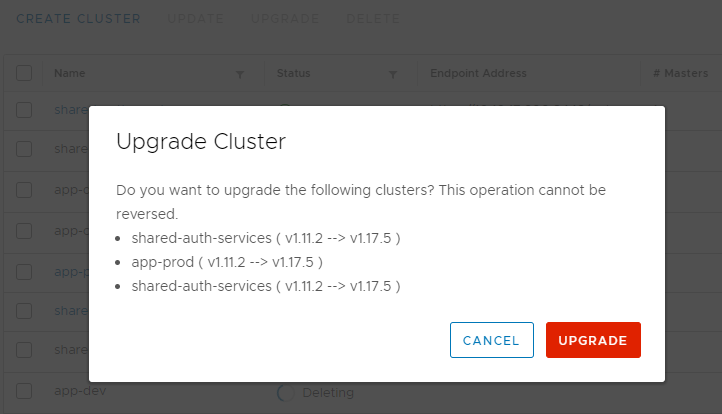 CREATE CLUSTER UPDATE UPGRADE DELETE
Name Status Endpoint Address # Masters
share
Upgrade Cluster
share
Do you want to upgrade the following clusters? This operation cannot be
app-
reversed.
shared-auth-services ( v1.11.2 --> v1.17.5 )
app-
app-prod ( v1.11.2 --> v1.17.5 )
app-p
shared-auth-services ( v1.11.2 --> v1.17.5 )
share
CANCEL UPGRADE
share
app-dev Deleting